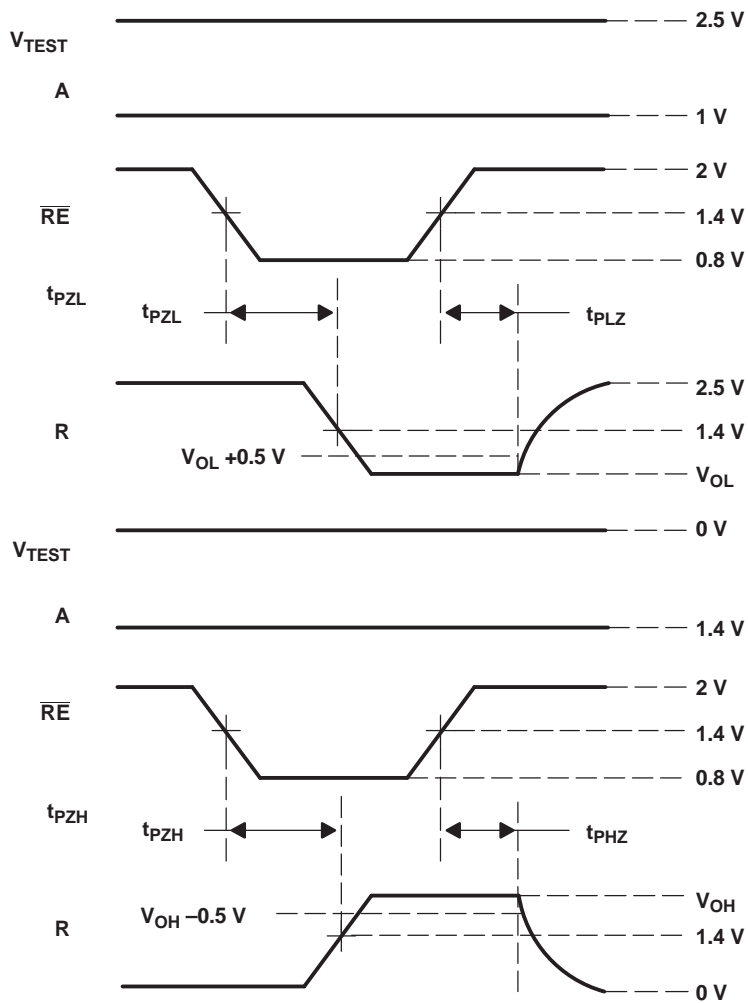 2.5 V
V_TEST
A
1 V
2 V
R̅E̅
1.4 V
0.8 V
t_PZL
t_PZL
t_PLZ
2.5 V
R
1.4 V
V_OL +0.5 V
V_OL
0 V
V_TEST
A
1.4 V
2 V
R̅E̅
1.4 V
0.8 V
t_PZH
t_PZH
t_PHZ
V_OH
V_OH –0.5 V
R
1.4 V
0 V